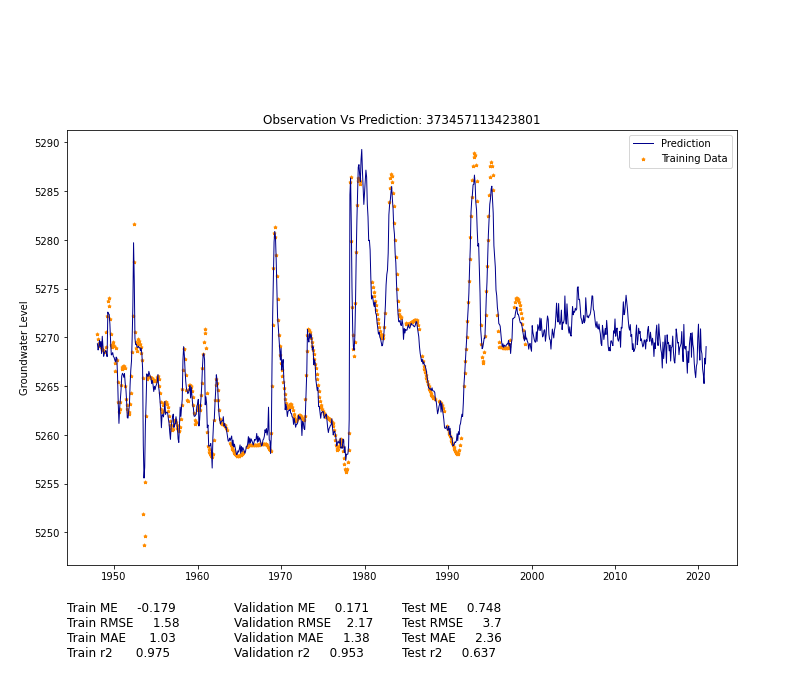 Observation Vs Prediction: 373457113423801
Prediction
Training Data
Groundwater Level
5290
5285
5280
5275
5270
5265
5260
5255
5250
1950 1960 1970 1980 1990 2000 2010 2020
Train ME -0.179 Validation ME 0.171 Test ME 0.748
Train RMSE 1.58 Validation RMSE 2.17 Test RMSE 3.7
Train MAE 1.03 Validation MAE 1.38 Test MAE 2.36
Train r2 0.975 Validation r2 0.953 Test r2 0.637